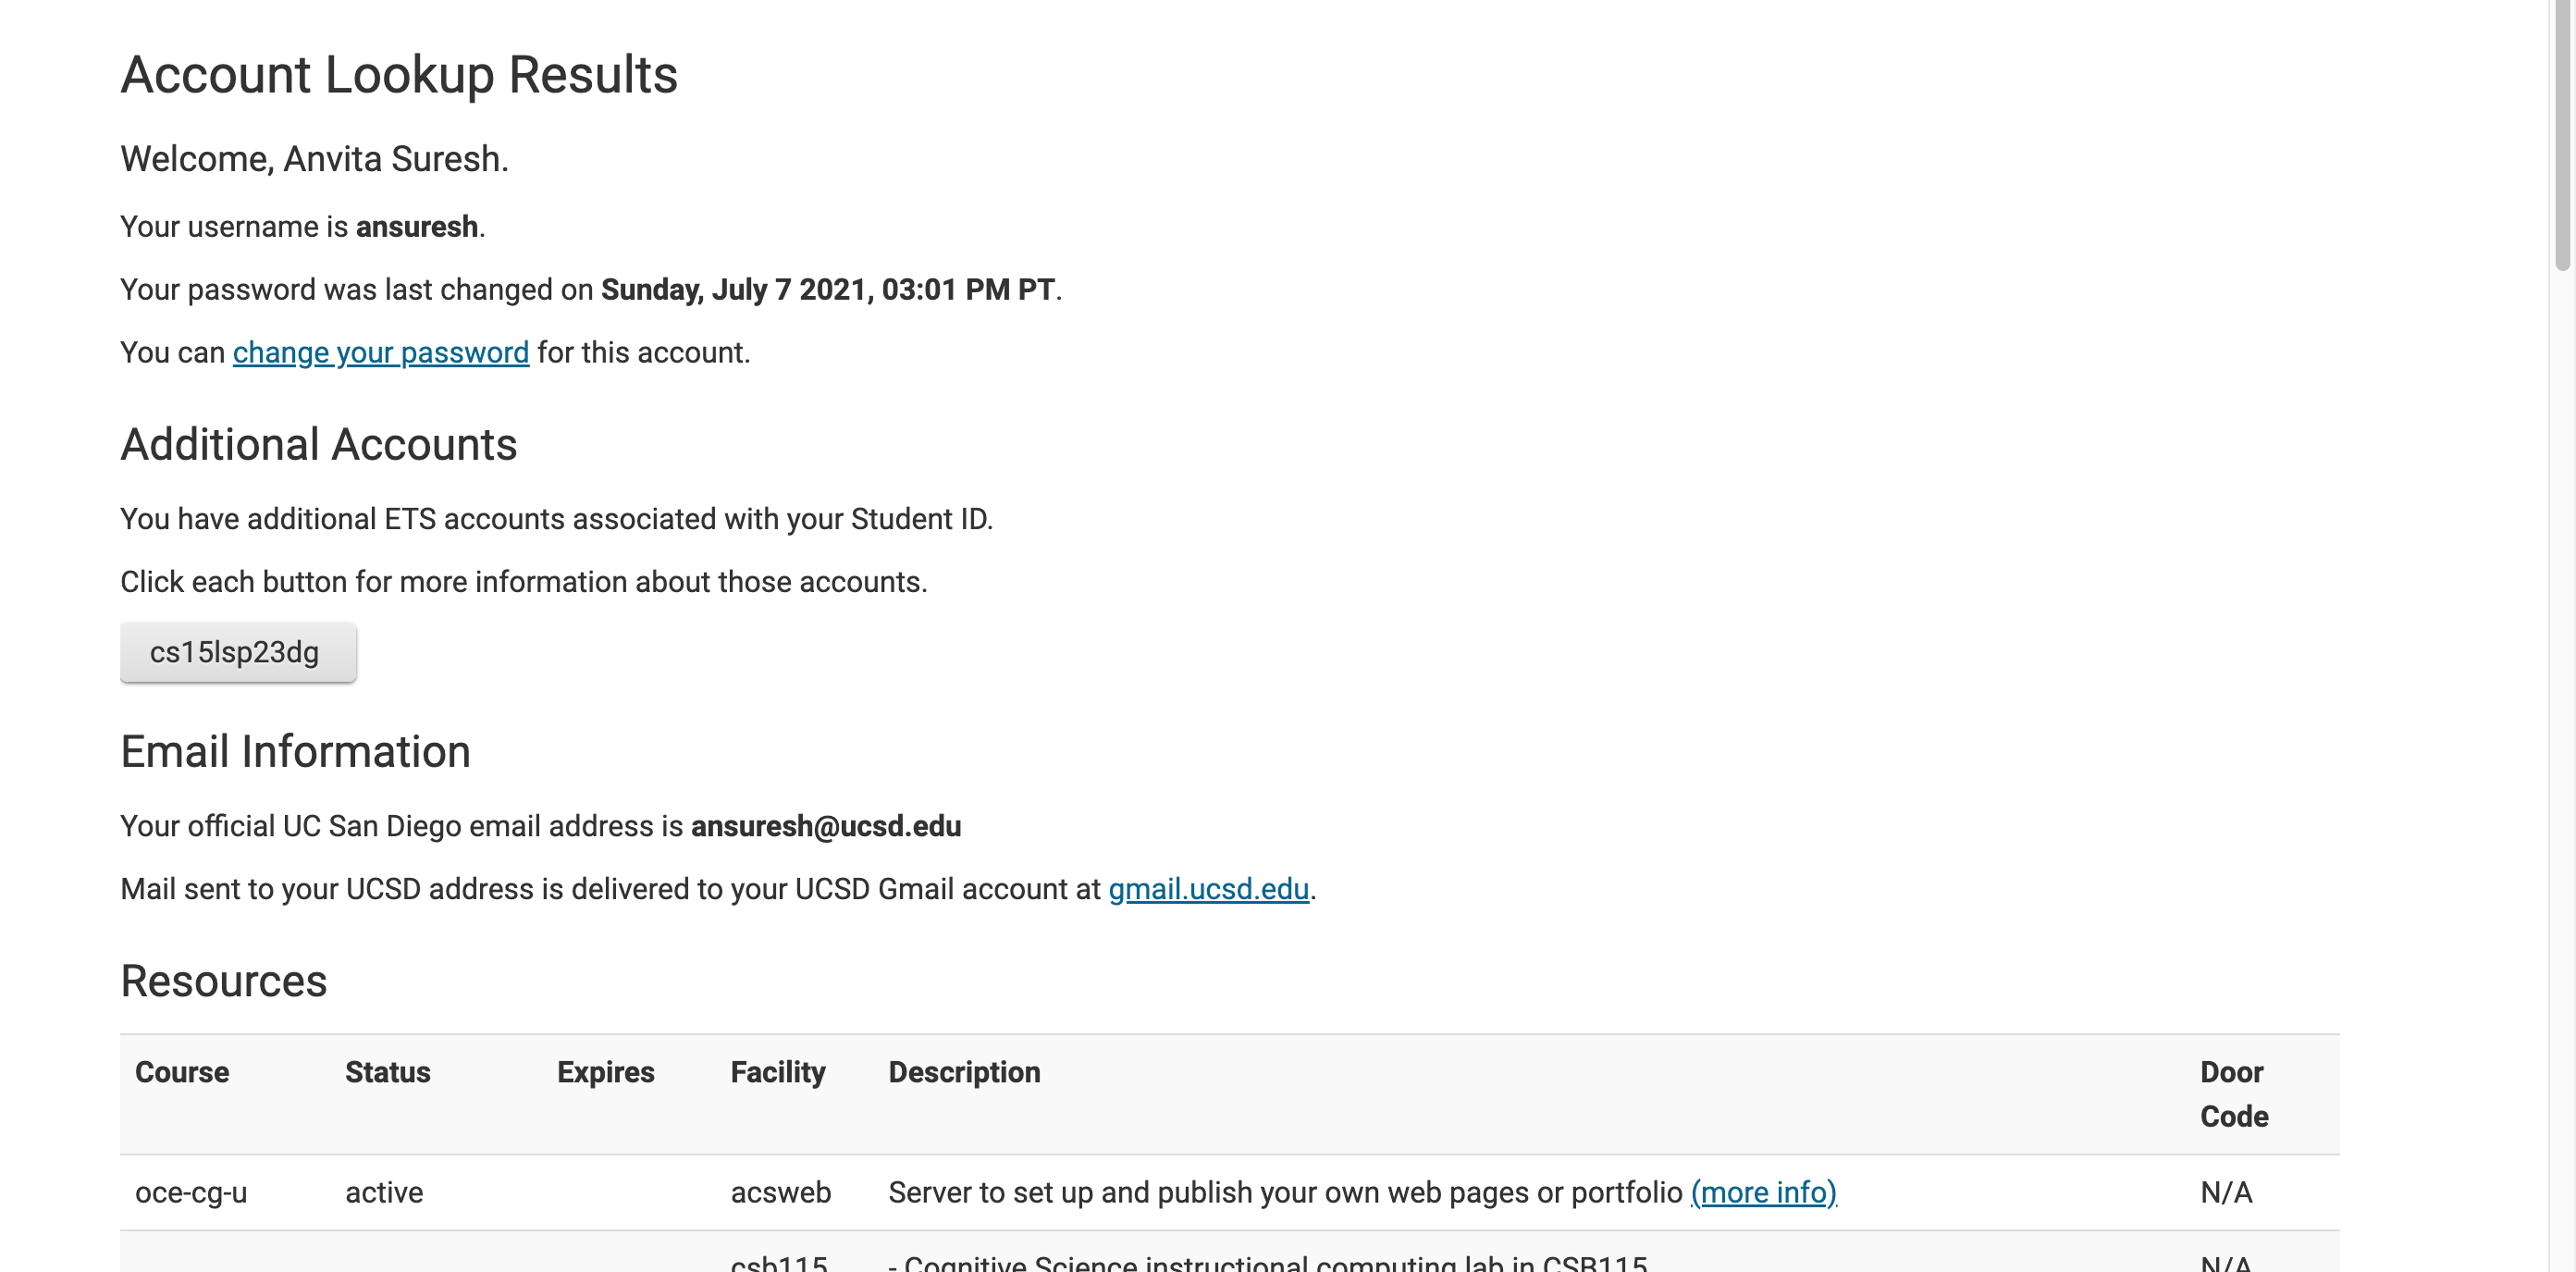 Account Lookup Results
Welcome, Anvita Suresh.
Your username is ansuresh.
Your password was last changed on Sunday, July 7 2021, 03:01 PM PT.
You can change your password for this account.
Additional Accounts
You have additional ETS accounts associated with your Student ID.
Click each button for more information about those accounts.
cs15lsp23dg
Email Information
Your official UC San Diego email address is ansuresh@ucsd.edu
Mail sent to your UCSD address is delivered to your UCSD Gmail account at gmail.ucsd.edu.
Resources
Course Status Expires Facility Description Door Code
oce-cg-u active acsweb Server to set up and publish your own web pages or portfolio (more info) N/A
csb115 - Cognitive Science instructional computing lab in CSB115 N/A